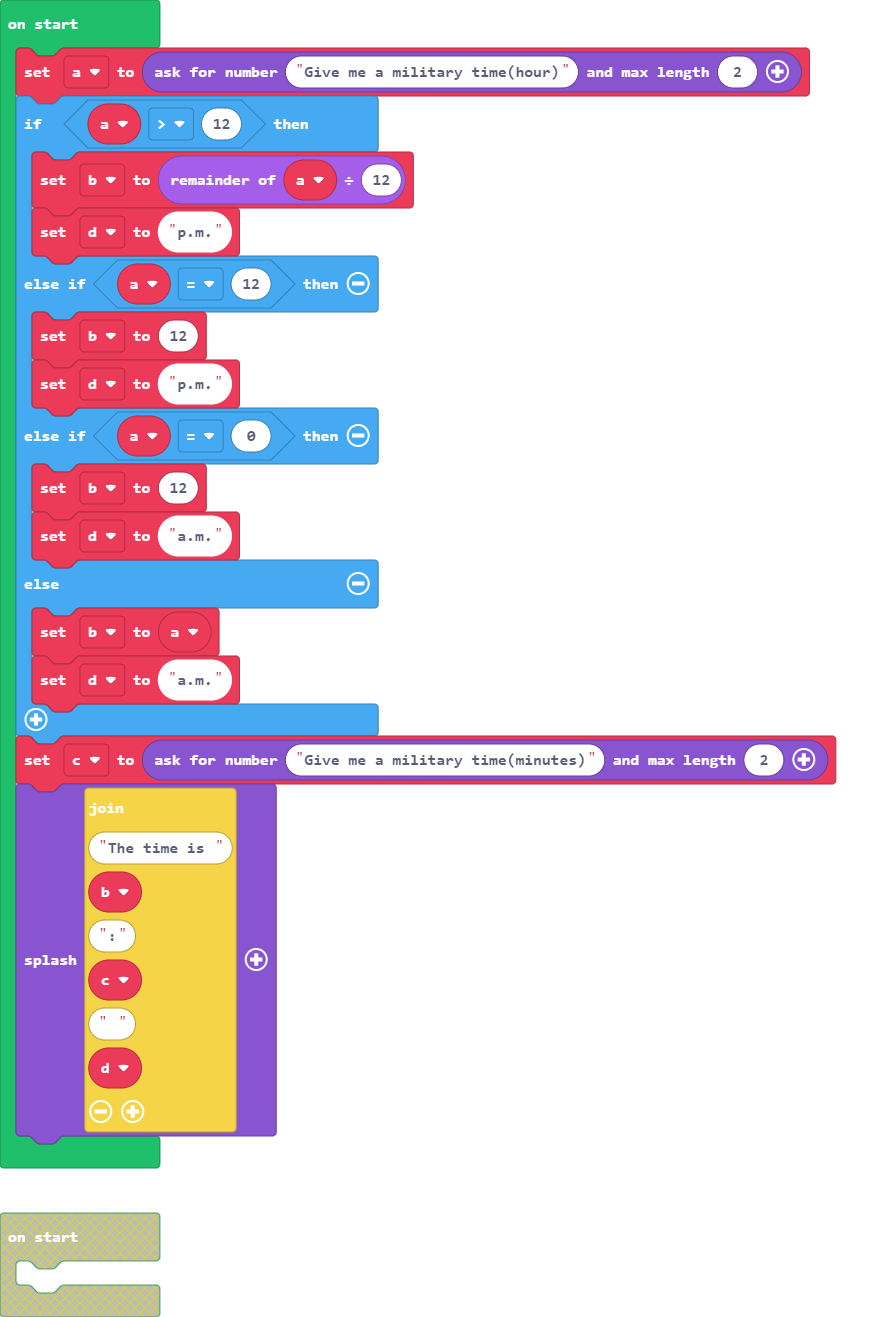 on start
set a to ask for number "Give me a military time(hour)" and max length 2
if a > 12 then
set b to remainder of a ÷ 12
set d to "p.m."
else if a = 12 then
set b to 12
set d to "p.m."
else if a = 0 then
set b to 12
set d to "a.m."
else
set b to a
set d to "a.m."
set c to ask for number "Give me a military time(minutes)" and max length 2
join
"The time is "
b
":"
splash c
" "
d
on start